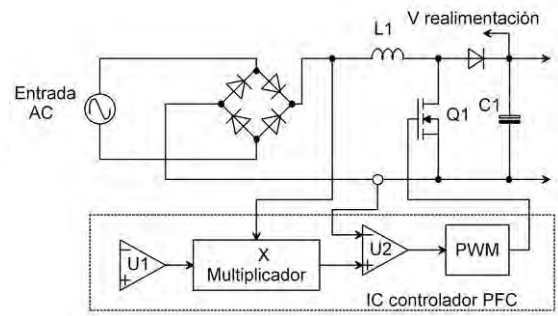 V realimentación
L1
Entrada
AC
Q1
C1
U1
X
Multiplicador
U2
PWM
IC controlador PFC